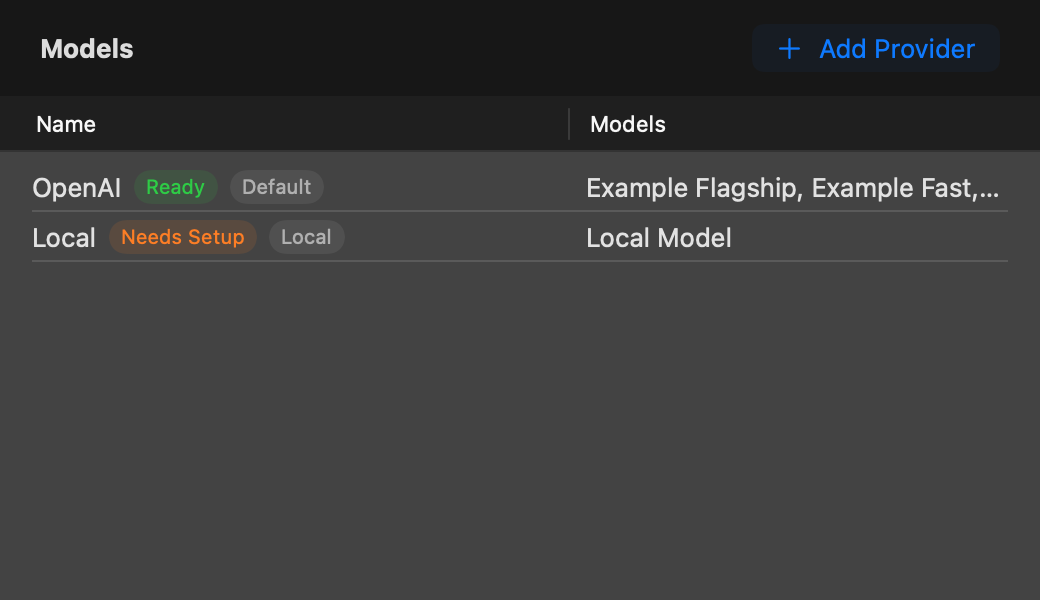 Models
+ Add Provider
Name Models
OpenAI Ready Default Example Flagship, Example Fast,...
Local Needs Setup Local Local Model